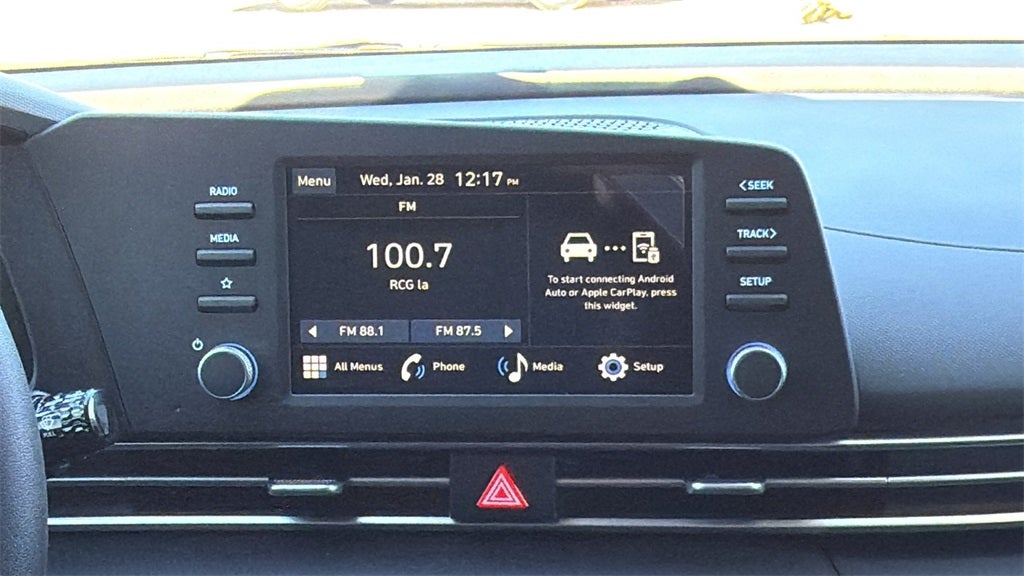 RADIO
MEDIA
Menu Wed, Jan. 28 12:17 PM
FM
100.7
RCG la
FM 88.1 FM 87.5
To start connecting Android
Auto or Apple CarPlay, press
this widget.
All Menus Phone Media Setup
<SEEK
TRACK>
SETUP